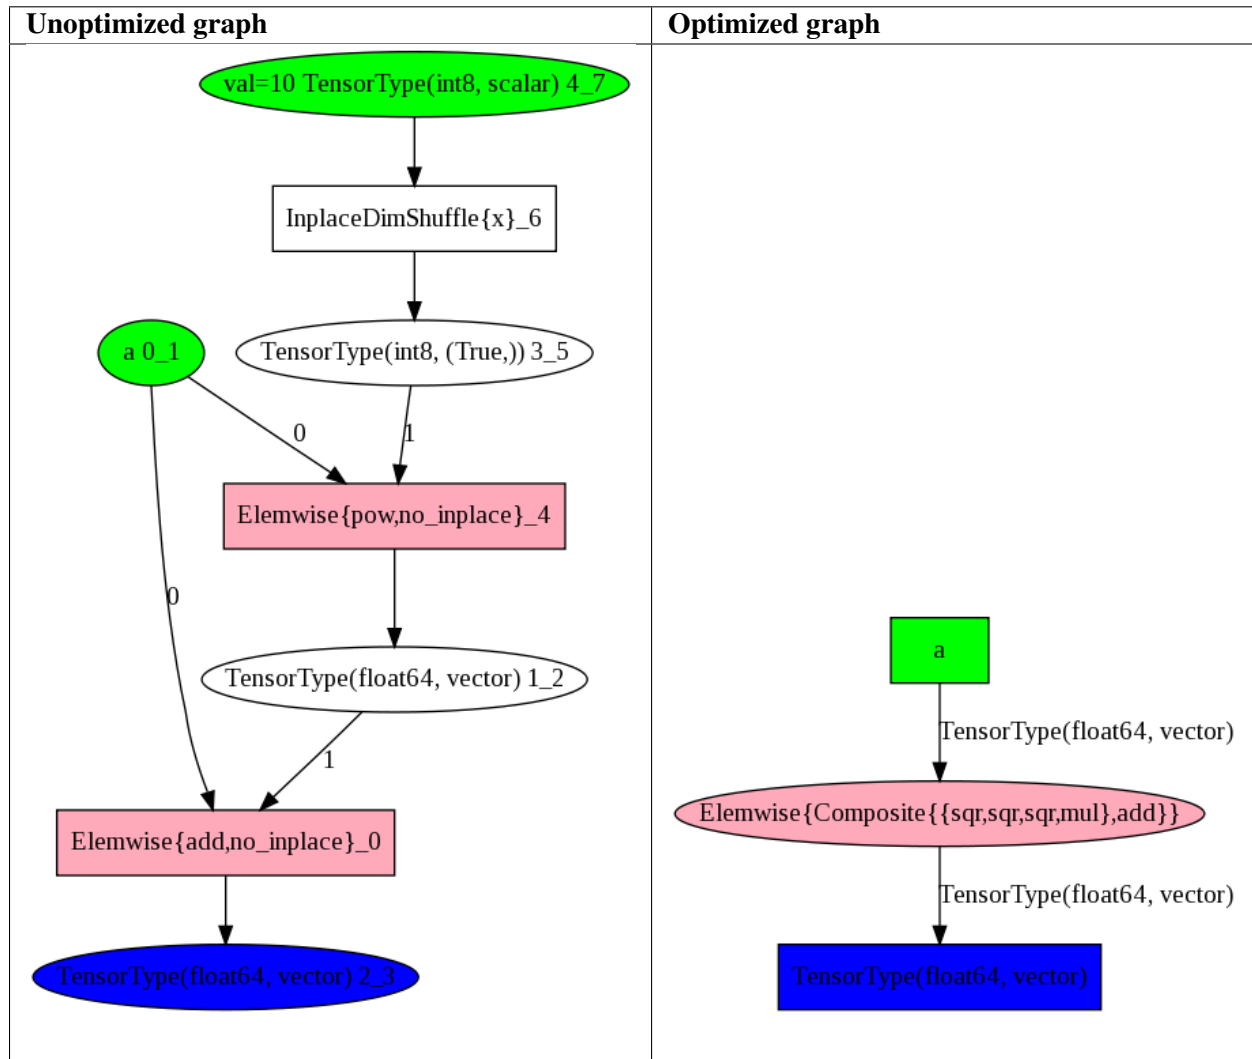 Unoptimized graph
Optimized graph
val=10 TensorType(int8, scalar) 4_7
InplaceDimShuffle{x}_6
a 0_1
TensorType(int8, (True,)) 3_5
0
1
Elemwise{pow,no_inplace}_4
0
TensorType(float64, vector) 1_2
1
Elemwise{add,no_inplace}_0
TensorType(float64, vector) 2_3
a
TensorType(float64, vector)
Elemwise{Composite{{sqr,sqr,sqr,mul},add}}
TensorType(float64, vector)
TensorType(float64, vector)